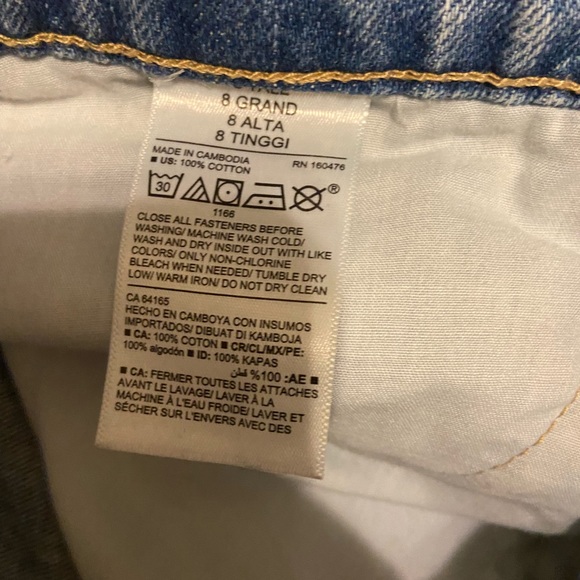 8 GRAND
8 ALTA
8 TINGGI
MADE IN CAMBODIA RN 160476
■ US: 100% COTTON
30
®
1166
CLOSE ALL FASTENERS BEFORE
WASHING/ MACHINE WASH COLD/
WASH AND DRY INSIDE OUT WITH LIKE
COLORS/ ONLY NON-CHLORINE
BLEACH WHEN NEEDED/ TUMBLE DRY
LOW/ WARM IRON/ DO NOT DRY CLEAN
CA 64165
HECHO EN CAMBOYA CON INSUMOS
IMPORTADOS/ DIBUAT DI KAMBOJA
■ CA: 100% COTON ■ CR/CL/MX/PE:
100% algodón ■ ID: 100% KAPAS
■ AE: 100% قطن
■ CA: FERMER TOUTES LES ATTACHES
AVANT LE LAVAGE/ LAVER À LA
MACHINE À L'EAU FROIDE/ LAVER ET
SÉCHER SUR L'ENVERS AVEC DES